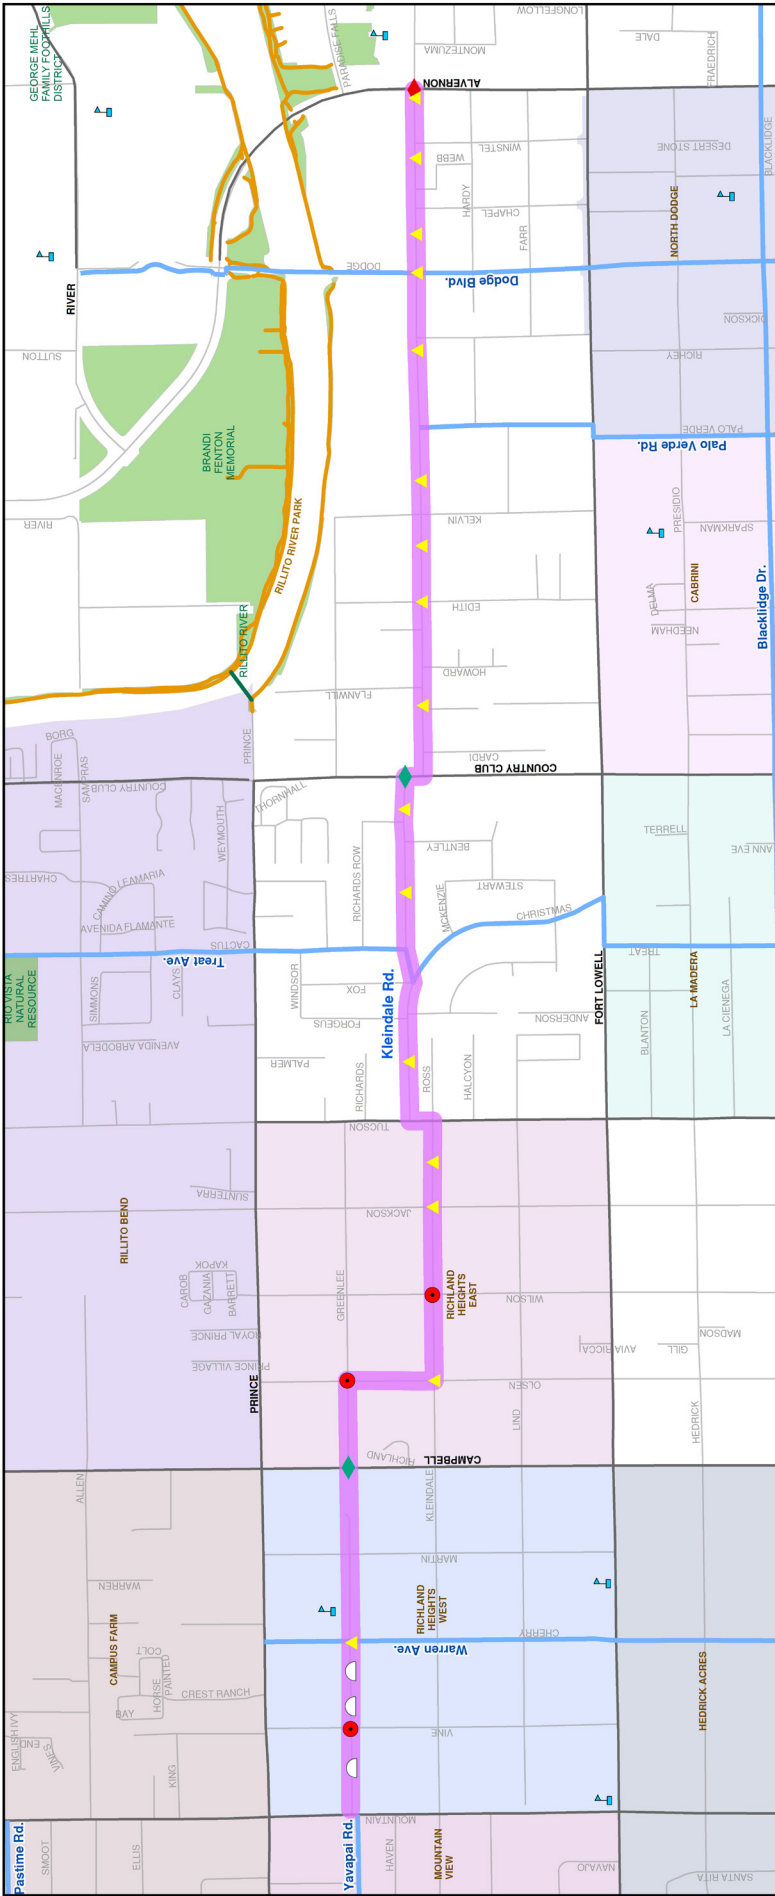 GEORGE MEHL
FAMILY FOOTHILLS
DISTRICT
PARADISE FALLS
MONTEZUMA
LONGFELLOW
DALE
FRAEDRICH
ALVERNON
WINSTEL
WEBB
DESERT STONE
BLACKLIDGE
HARDY
CHAPEL
FARR
NORTH DODGE
RIVER
DODGE
Dodge Blvd.
DICKSON
SUTTON
RICHEY
BRANDI
FENTON
MEMORIAL
PALO VERDE
Palo Verde Rd.
RIVER
RILLITO RIVER PARK
KELVIN
PRESIDIO
SPARKMAN
EDITH
DELMA
CABRINI
NEEDHAM
Blacklidge Dr.
RILLITO RIVER
HOWARD
FLANWILL
BORG
PRINCE
CARDI
COUNTRY CLUB
MACENROE
SAMPRAS
COUNTRY CLUB
THORNHALL
WEYMOUTH
TERRELL
ANN EVE
BENTLEY
RICHARDS ROW
CHARTRES
CAMINO LEAMARIA
STEWART
MCKENZIE
CHRISTMAS
AVENIDA FLAMANTE
CACTUS
Treat Ave.
TREAT
RIO VISTA
NATURAL
RESOURCE
SIMMONS
CLAYS
WINDSOR
FOX
FORT LOWELL
LA MADERA
LA CIENEGA
Kleindale Rd.
FORGEUS
ANDERSON
BLANTON
AVENIDA ARBODELA
PALMER
RICHARDS
ROSS
HALCYON
TUCSON
SUNTERRA
JACKSON
RILLITO BEND
KAPOK
CAROB
GAZANIA
BARRETT
GREENLEE
RICHLAND
HEIGHTS
EAST
WILSON
ROYAL PRINCE
PRINCE VILLAGE
AVIA RICCA
GILL
MADSON
PRINCE
OLSEN
LIND
HEDRICK
RICHLAND
CAMPBELL
ALLEN
KLEINDALE
MARTIN
WARREN
RICHLAND
HEIGHTS
WEST
CHERRY
CAMPUS FARM
Warren Ave.
COLT
HORSE
PAINTED
BAY
CREST RANCH
HEDRICK ACRES
ENGLISH IVY
END
VINES
VINE
KING
MOUNTAIN
Pastime Rd.
SMOOT
ELLIS
Yavapai Rd.
HAVEN
MOUNTAIN
VIEW
NAVAJO
SANTA RITA